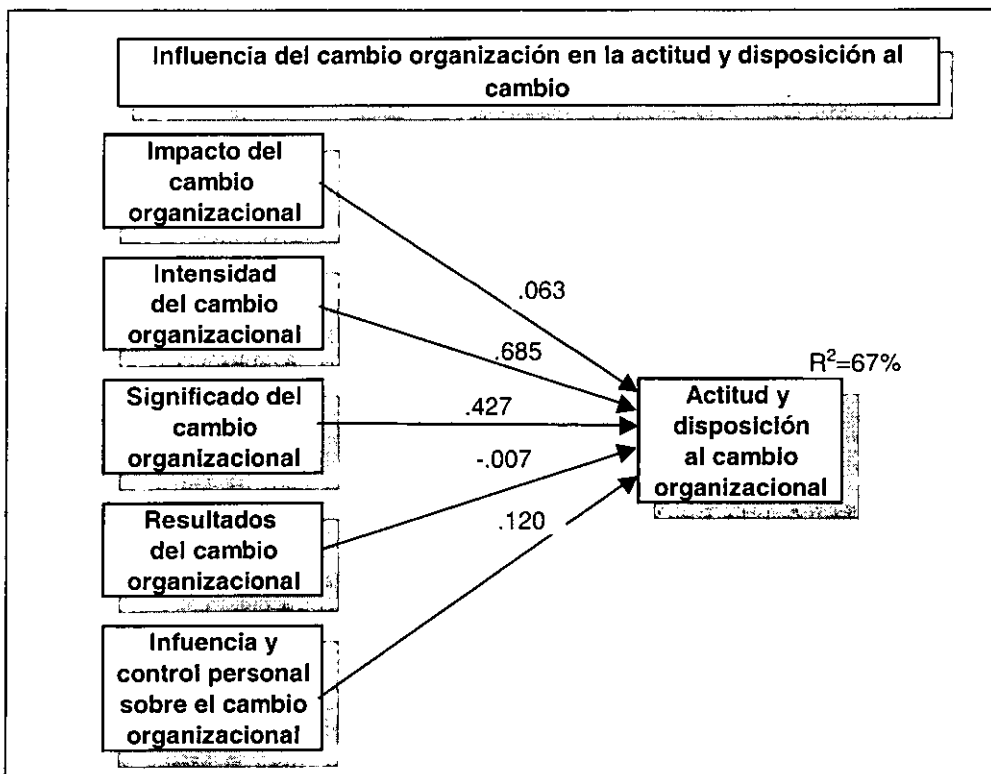 Influencia del cambio organización en la actitud y disposición al
cambio
Impacto del
cambio
organizacional
Intensidad
del cambio
organizacional
Significado del
cambio
organizacional
Resultados
del cambio
organizacional
Infuencia y
control personal
sobre el cambio
organizacional
.063
.685
.427
-.007
.120
R²=67%
Actitud y
disposición
al cambio
organizacional